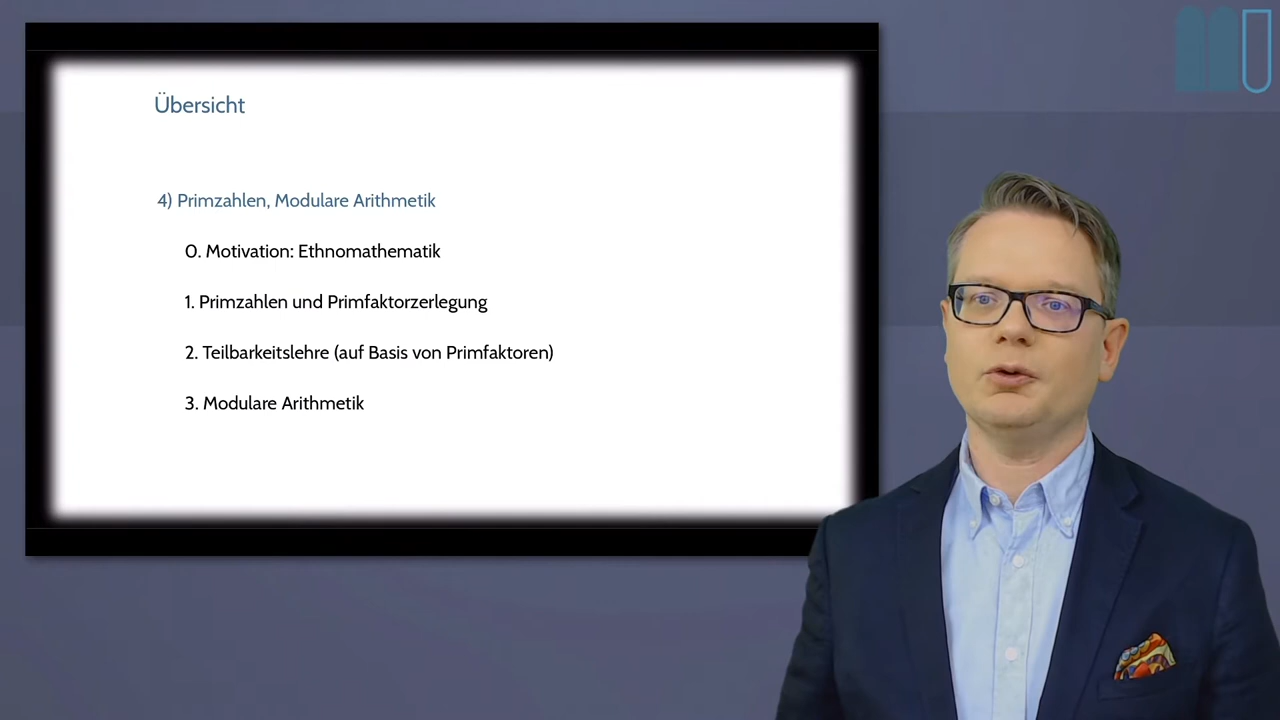 Übersicht
4) Primzahlen, Modulare Arithmetik
0. Motivation: Ethnomathematik
1. Primzahlen und Primfaktorzerlegung
2. Teilbarkeitslehre (auf Basis von Primfaktoren)
3. Modulare Arithmetik